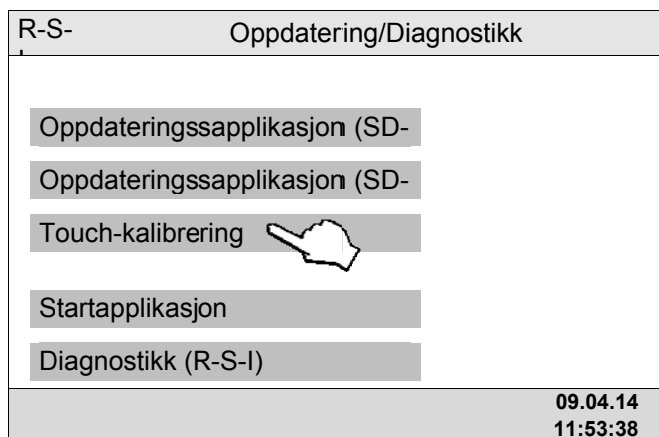 R-S-
Oppdatering/Diagnostikk
Oppdateringssapplikasjon (SD-
Oppdateringssapplikasjon (SD-
Touch-kalibrering
Startapplikasjon
Diagnostikk (R-S-I)
09.04.14
11:53:38